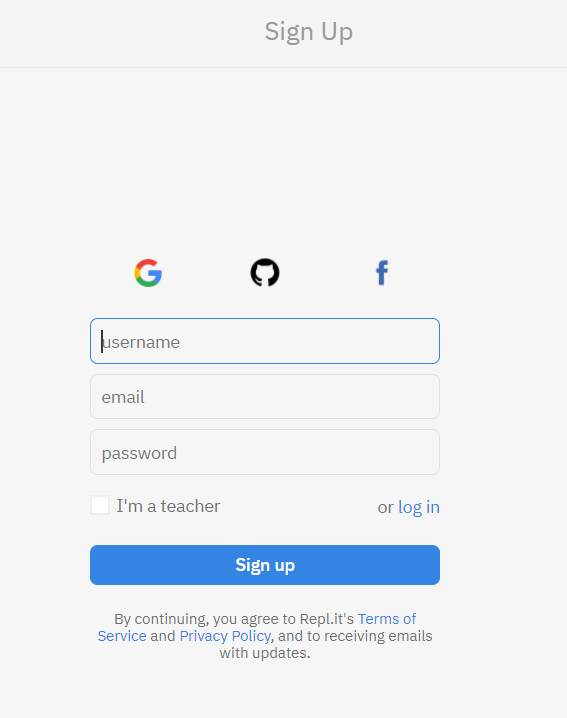 Sign Up
username
email
password
I'm a teacher
or log in
Sign up
By continuing, you agree to Repl.it's Terms of
Service and Privacy Policy, and to receiving emails
with updates.